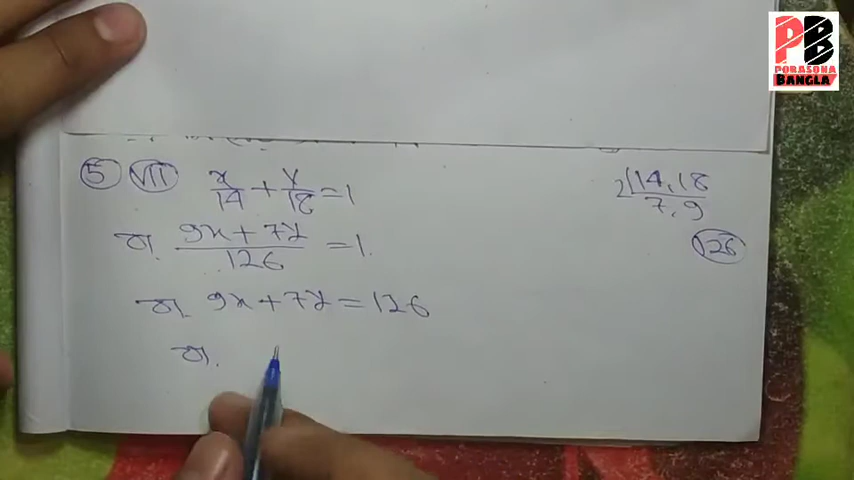 PB
PORASONA
BANGLA
5 VII x/14 + y/18 = 1
বা, (9x + 7y)/126 = 1.
বা, 9x + 7y = 126
বা,
2 | 14, 18
7, 9
126